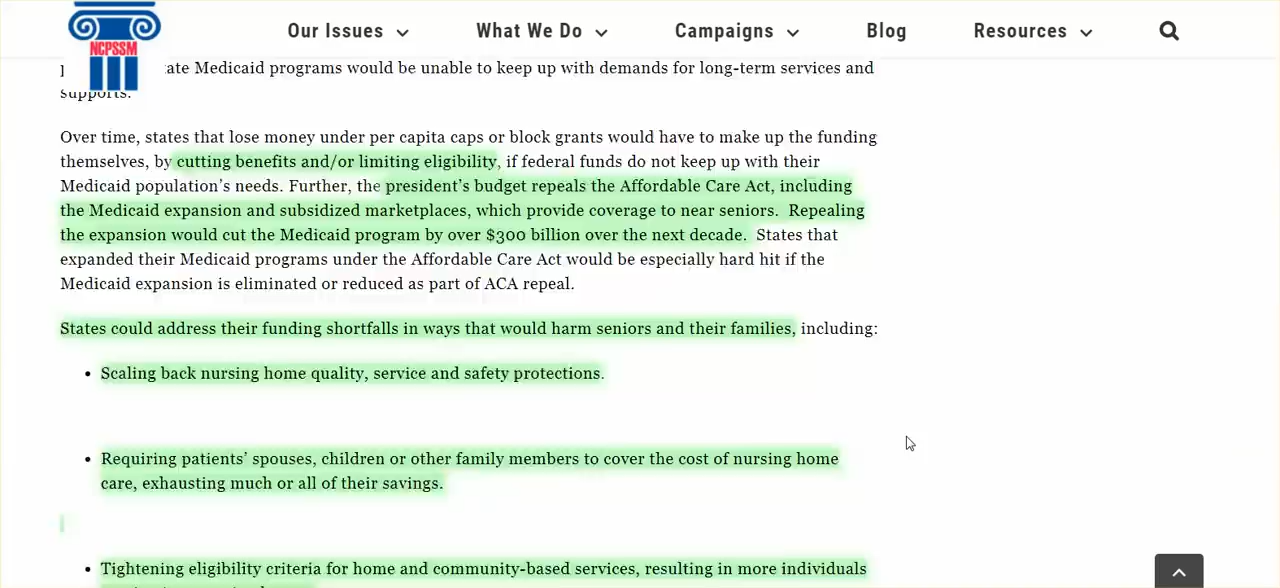 NCPSSM
Our Issues
What We Do
Campaigns
Blog
Resources
ate Medicaid programs would be unable to keep up with demands for long-term services and
supports.
Over time, states that lose money under per capita caps or block grants would have to make up the funding
themselves, by cutting benefits and/or limiting eligibility, if federal funds do not keep up with their
Medicaid population’s needs. Further, the president’s budget repeals the Affordable Care Act, including
the Medicaid expansion and subsidized marketplaces, which provide coverage to near seniors.  Repealing
the expansion would cut the Medicaid program by over $300 billion over the next decade.  States that
expanded their Medicaid programs under the Affordable Care Act would be especially hard hit if the
Medicaid expansion is eliminated or reduced as part of ACA repeal.
States could address their funding shortfalls in ways that would harm seniors and their families, including:
• Scaling back nursing home quality, service and safety protections.
• Requiring patients’ spouses, children or other family members to cover the cost of nursing home
care, exhausting much or all of their savings.
• Tightening eligibility criteria for home and community-based services, resulting in more individuals